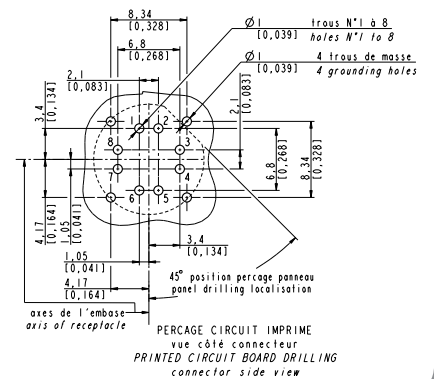 8,34
[0,328]
6,8
[0,268]
2,1
[0,083]
Ø 1
[0,039]
trous N°1 à 8
holes N°1 to 8
Ø 1
[0,039]
4 trous de masse
4 grounding holes
3,4
[0,134]
2,1
[0,083]
1
2
8
3
7
4
6
5
6,8
[0,268]
8,34
[0,328]
4,17
[0,164]
1,05
[0,041]
1,05
[0,041]
3,4
[0,134]
4,17
[0,164]
45° position percage panneau
panel drilling localisation
axes de l'embase
axis of receptacle
PERCAGE CIRCUIT IMPRIME
vue côté connecteur
PRINTED CIRCUIT BOARD DRILLING
connector side view